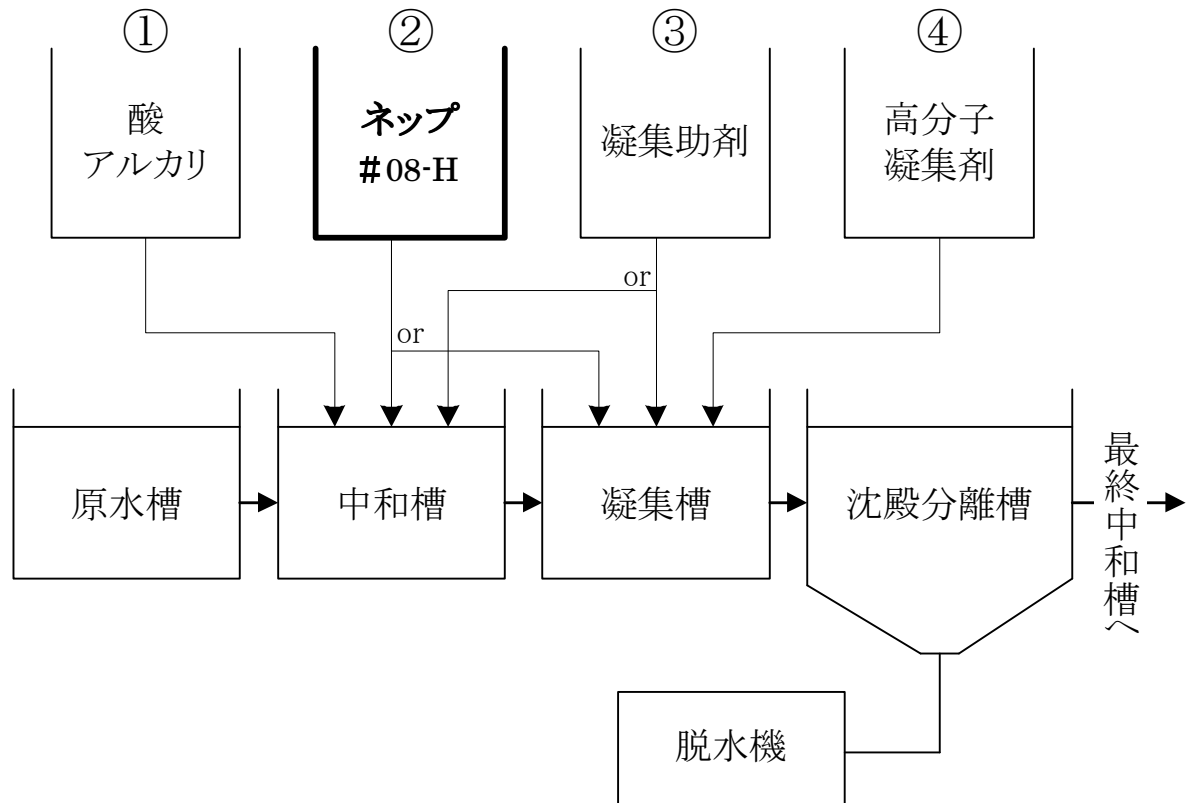 ①
②
③
④
酸
アルカリ
ネップ
＃08-H
凝集助剤
高分子
凝集剤
or
or
原水槽
中和槽
凝集槽
沈殿分離槽
最終中和槽へ
脱水機